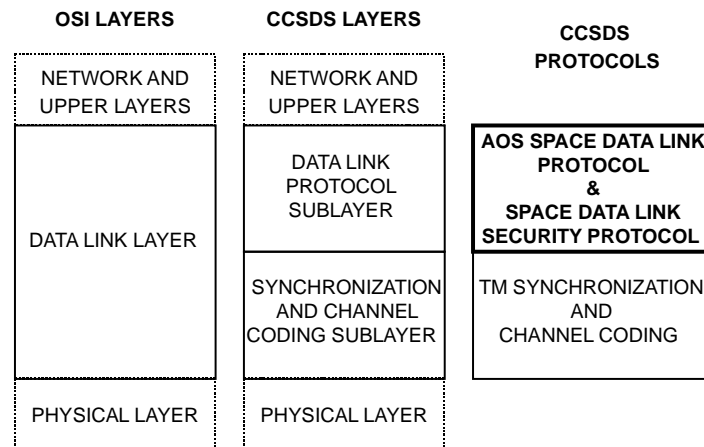 OSI LAYERS
CCSDS LAYERS
CCSDS
PROTOCOLS
NETWORK AND
UPPER LAYERS
NETWORK AND
UPPER LAYERS
DATA LINK LAYER
DATA LINK
PROTOCOL
SUBLAYER
AOS SPACE DATA LINK
PROTOCOL
&
SPACE DATA LINK
SECURITY PROTOCOL
SYNCHRONIZATION
AND CHANNEL
CODING SUBLAYER
TM SYNCHRONIZATION
AND
CHANNEL CODING
PHYSICAL LAYER
PHYSICAL LAYER